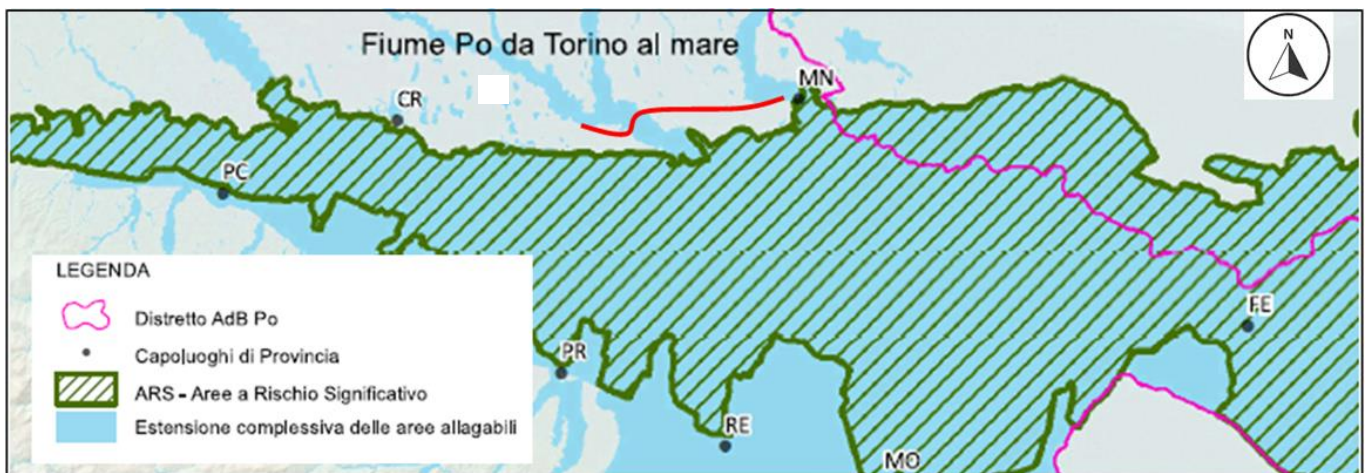 Fiume Po da Torino al mare
N
MN
CR
PC
LEGENDA
Distretto AdB Po
Capoluoghi di Provincia
ARS - Aree a Rischio Significativo
Estensione complessiva delle aree allagabili
FE
PR
RE
MO